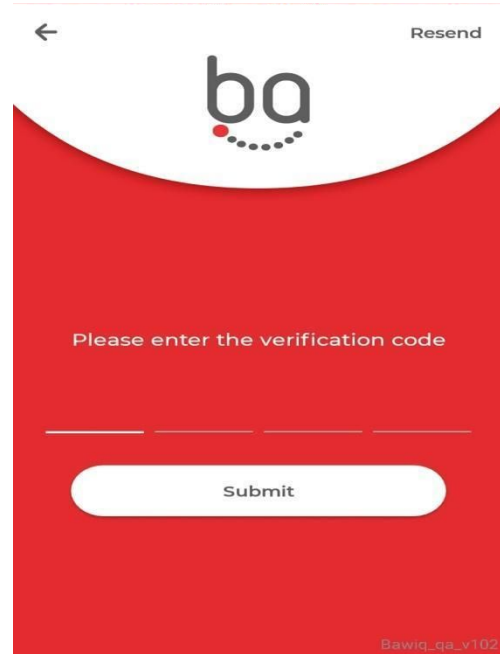 Resend
ba
Please enter the verification code
Submit
Bawiq_qa_v102